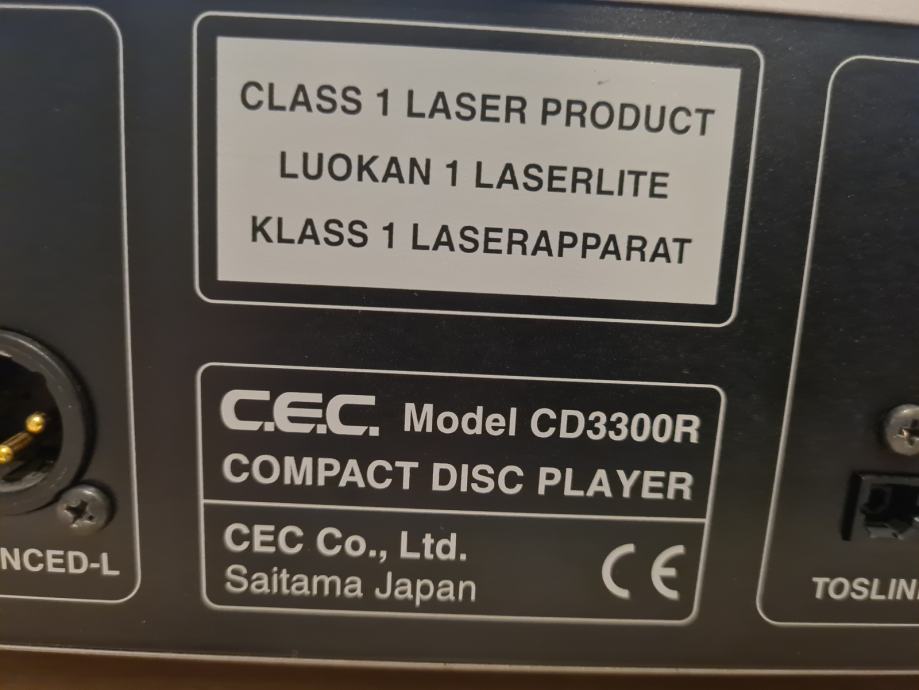 CLASS 1 LASER PRODUCT
LUOKAN 1 LASERLITE
KLASS 1 LASERAPPARAT
C.E.C. Model CD3300R
COMPACT DISC PLAYER
CEC Co., Ltd.
Saitama Japan
CE
NCED-L
TOSLIN